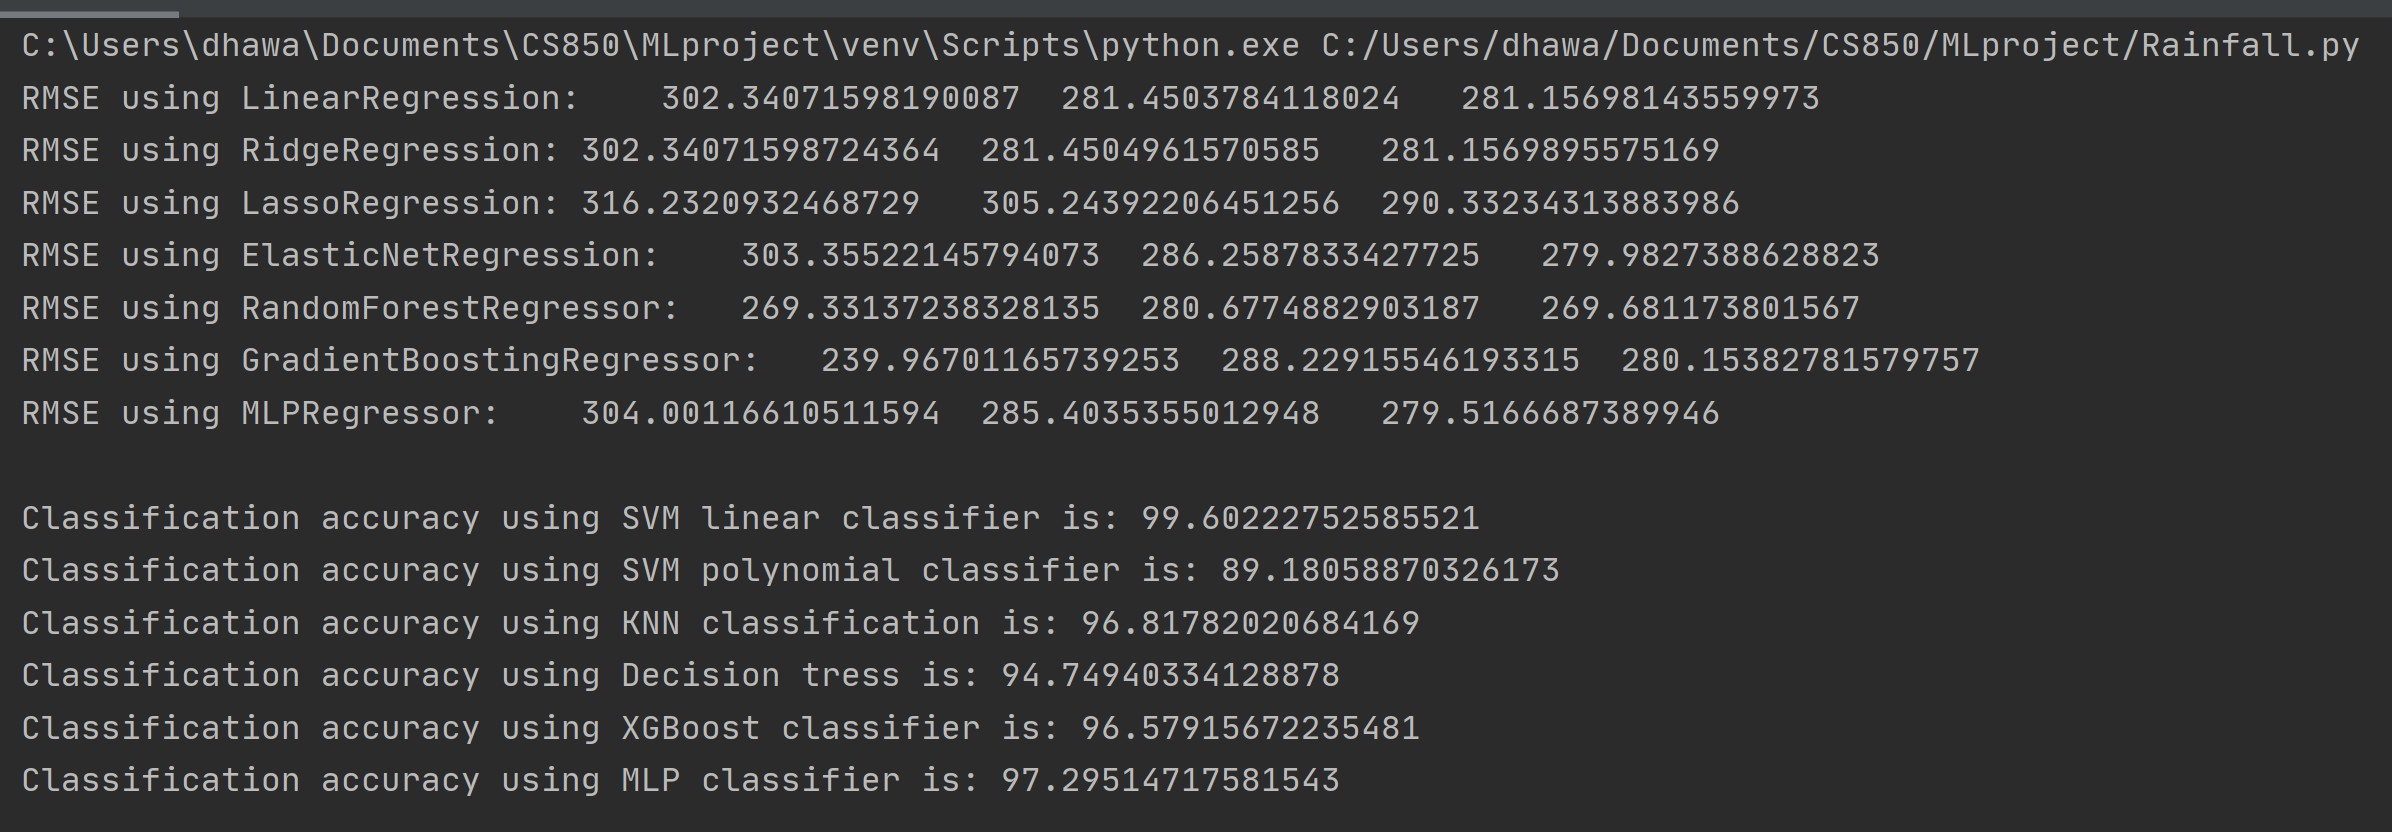 C:\Users\dhawa\Documents\CS850\MLproject\venv\Scripts\python.exe C:/Users/dhawa/Documents/CS850/MLproject/Rainfall.py
RMSE using LinearRegression:    302.34071598190087  281.4503784118024   281.15698143559973
RMSE using RidgeRegression: 302.34071598724364  281.4504961570585   281.1569895575169
RMSE using LassoRegression: 316.2320932468729   305.24392206451256  290.33234313883986
RMSE using ElasticNetRegression:    303.35522145794073  286.2587833427725   279.9827388628823
RMSE using RandomForestRegressor:   269.33137238328135  280.6774882903187   269.681173801567
RMSE using GradientBoostingRegressor:   239.96701165739253  288.22915546193315  280.15382781579757
RMSE using MLPRegressor:    304.00116610511594  285.4035355012948   279.5166687389946
Classification accuracy using SVM linear classifier is: 99.60222752585521
Classification accuracy using SVM polynomial classifier is: 89.18058870326173
Classification accuracy using KNN classification is: 96.81782020684169
Classification accuracy using Decision tress is: 94.74940334128878
Classification accuracy using XGBoost classifier is: 96.57915672235481
Classification accuracy using MLP classifier is: 97.29514717581543